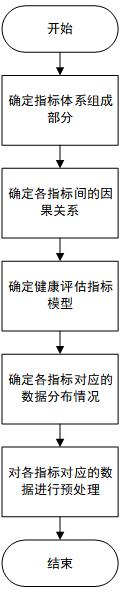 开始
确定指标体系组成
部分
确定各指标间的因
果关系
确定健康评估指标
模型
确定各指标对应的
数据分布情况
对各指标对应的数
据进行预处理
结束